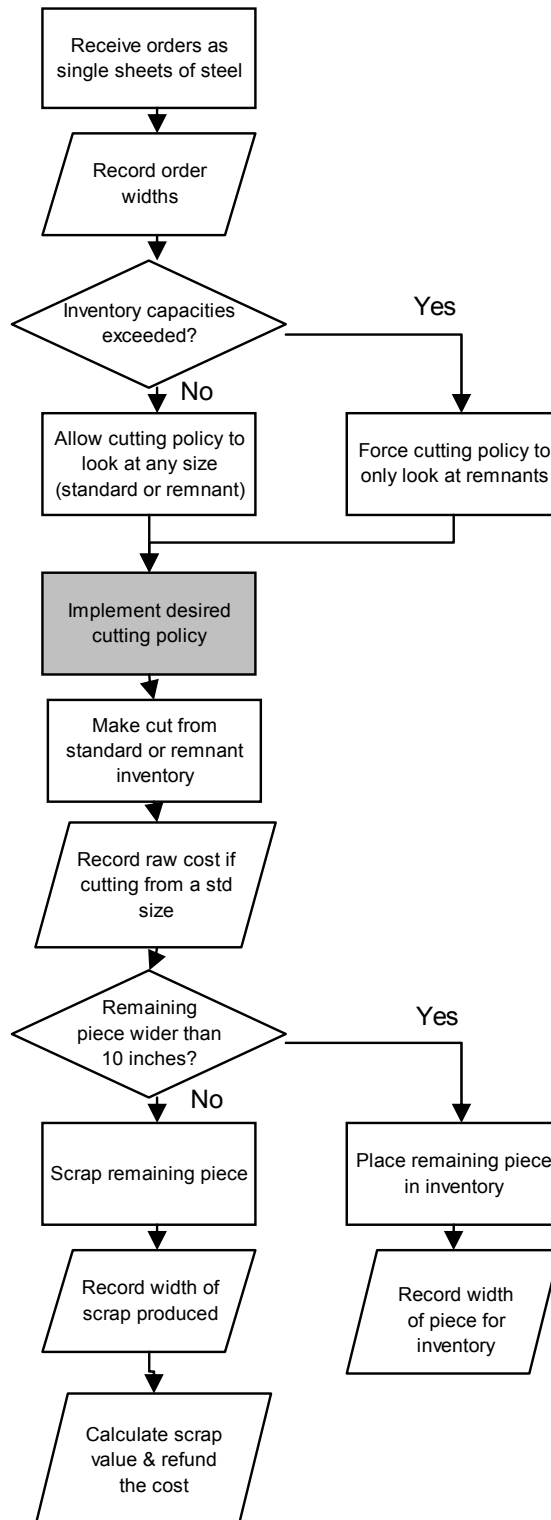 Receive orders as
single sheets of steel
Record order
widths
Inventory capacities
exceeded?
Yes
No
Allow cutting policy to
look at any size
(standard or remnant)
Force cutting policy to
only look at remnants
Implement desired
cutting policy
Make cut from
standard or remnant
inventory
Record raw cost if
cutting from a std
size
Remaining
piece wider than
10 inches?
Yes
No
Scrap remaining piece
Place remaining piece
in inventory
Record width of
scrap produced
Record width
of piece for
inventory
Calculate scrap
value & refund
the cost